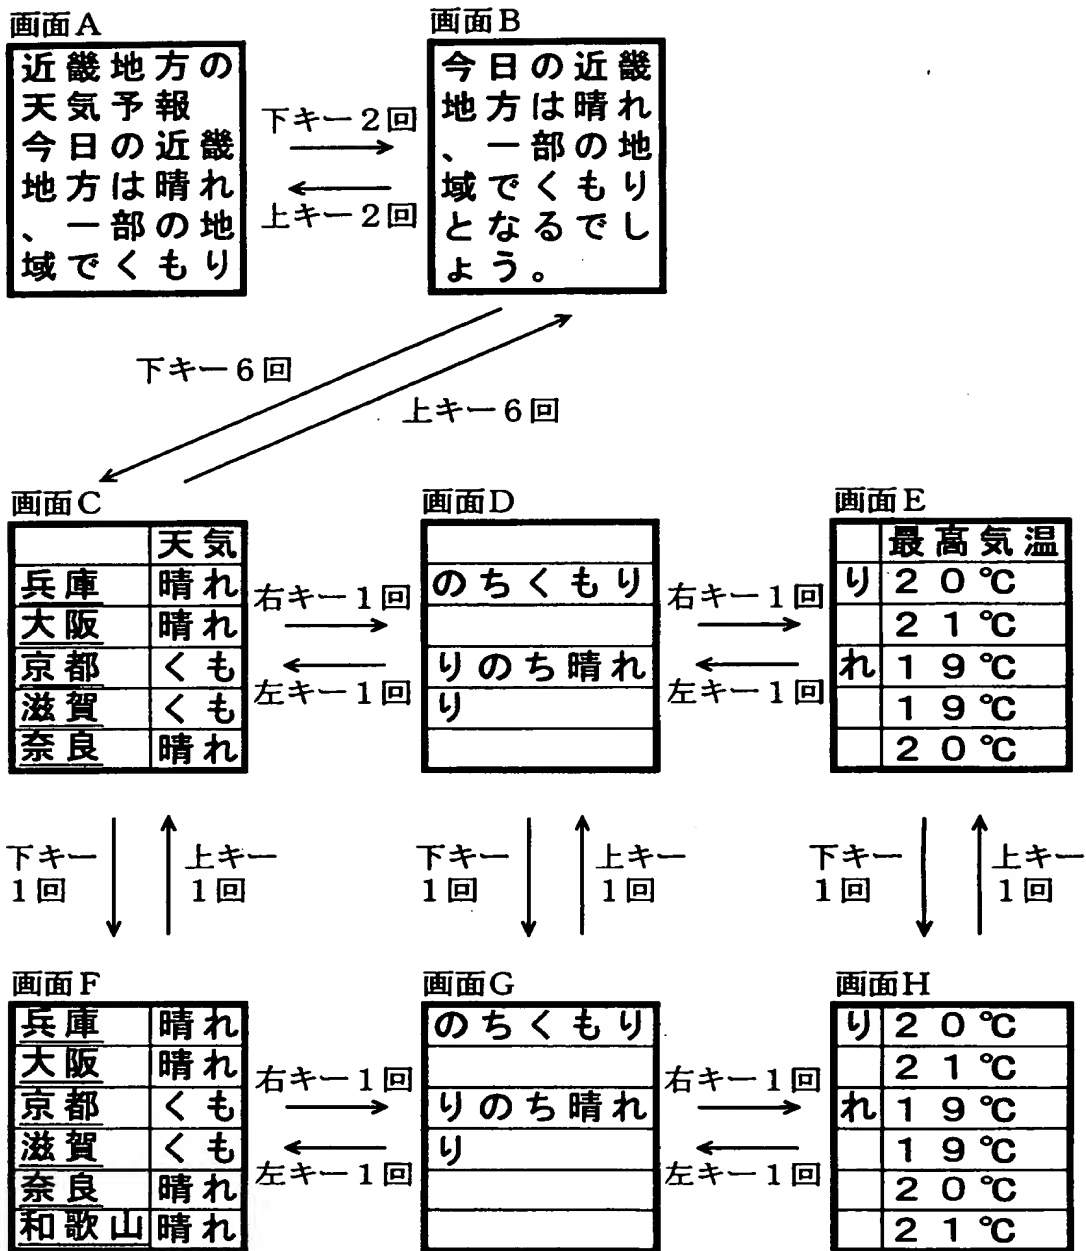 画面A
近畿地方の
天気予報
今日の近畿
地方は晴れ
、一部の地
域でくもり
下キー2回
上キー2回
画面B
今日の近畿
地方は晴れ
、一部の地
域でくもり
となるでし
ょう。
下キー6回
上キー6回
画面C
天気
兵庫 晴れ
大阪 晴れ
京都 くも
滋賀 くも
奈良 晴れ
右キー1回
左キー1回
画面D
のちくもり
りのち晴れ
り
右キー1回
左キー1回
画面E
最高気温
り 20℃
21℃
れ 19℃
19℃
20℃
下キー
1回
上キー
1回
下キー
1回
上キー
1回
下キー
1回
上キー
1回
画面F
兵庫 晴れ
大阪 晴れ
京都 くも
滋賀 くも
奈良 晴れ
和歌山 晴れ
右キー1回
左キー1回
画面G
のちくもり
りのち晴れ
り
右キー1回
左キー1回
画面H
り 20℃
21℃
れ 19℃
19℃
20℃
21℃